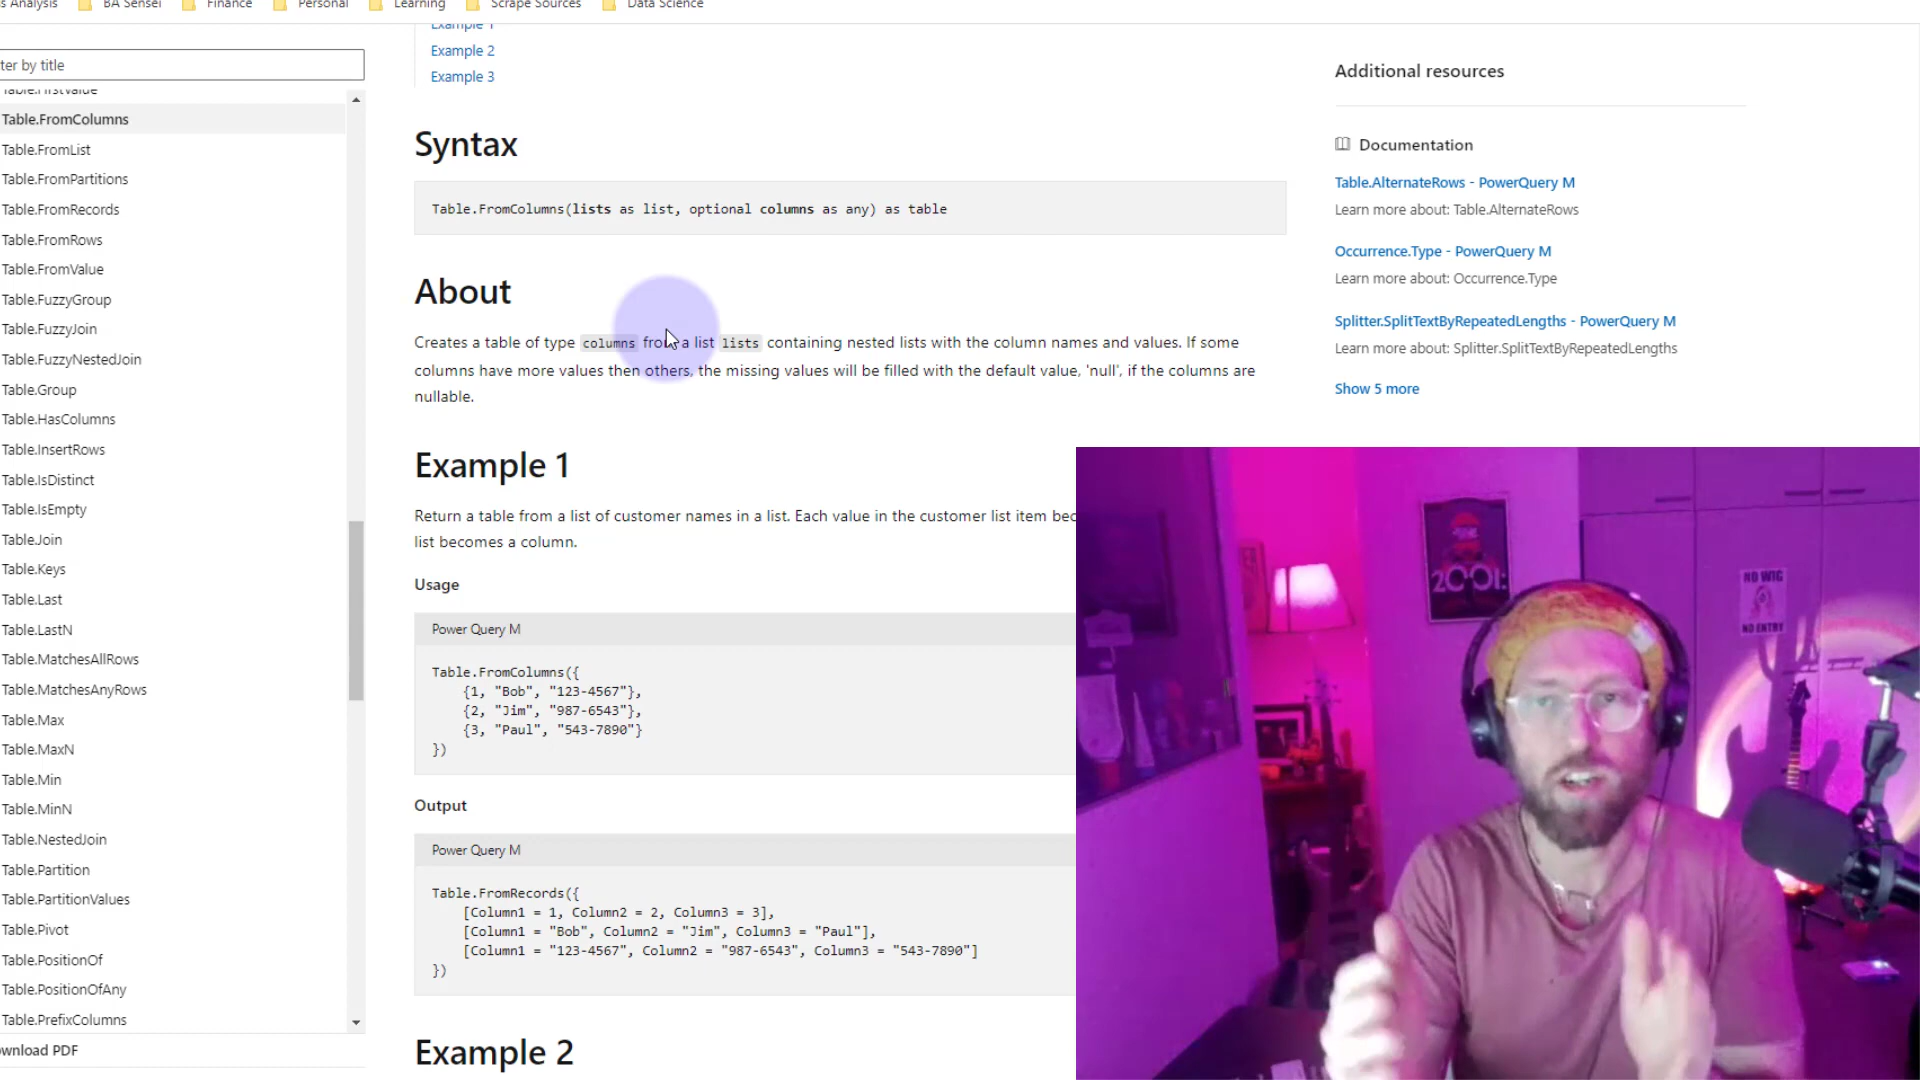 s Analysis BA Sensei Finance Personal Learning Scrape Sources Data Science
Example 1
Example 2
Example 3
ter by title
Table.FirstValue
Table.FromColumns
Table.FromList
Table.FromPartitions
Table.FromRecords
Table.FromRows
Table.FromValue
Table.FuzzyGroup
Table.FuzzyJoin
Table.FuzzyNestedJoin
Table.Group
Table.HasColumns
Table.InsertRows
Table.IsDistinct
Table.IsEmpty
Table.Join
Table.Keys
Table.Last
Table.LastN
Table.MatchesAllRows
Table.MatchesAnyRows
Table.Max
Table.MaxN
Table.Min
Table.MinN
Table.NestedJoin
Table.Partition
Table.PartitionValues
Table.Pivot
Table.PositionOf
Table.PositionOfAny
Table.PrefixColumns
wnload PDF
Syntax
Table.FromColumns(lists as list, optional columns as any) as table
About
Creates a table of type columns from a list lists containing nested lists with the column names and values. If some
columns have more values then others, the missing values will be filled with the default value, 'null', if the columns are
nullable.
Example 1
Return a table from a list of customer names in a list. Each value in the customer list item bec
list becomes a column.
Usage
Power Query M
Table.FromColumns({
{1, "Bob", "123-4567"},
{2, "Jim", "987-6543"},
{3, "Paul", "543-7890"}
})
Output
Power Query M
Table.FromRecords({
[Column1 = 1, Column2 = 2, Column3 = 3],
[Column1 = "Bob", Column2 = "Jim", Column3 = "Paul"],
[Column1 = "123-4567", Column2 = "987-6543", Column3 = "543-7890"]
})
Example 2
Additional resources
Documentation
Table.AlternateRows - PowerQuery M
Learn more about: Table.AlternateRows
Occurrence.Type - PowerQuery M
Learn more about: Occurrence.Type
Splitter.SplitTextByRepeatedLengths - PowerQuery M
Learn more about: Splitter.SplitTextByRepeatedLengths
Show 5 more
2001:
NO WIG
NO ENTRY